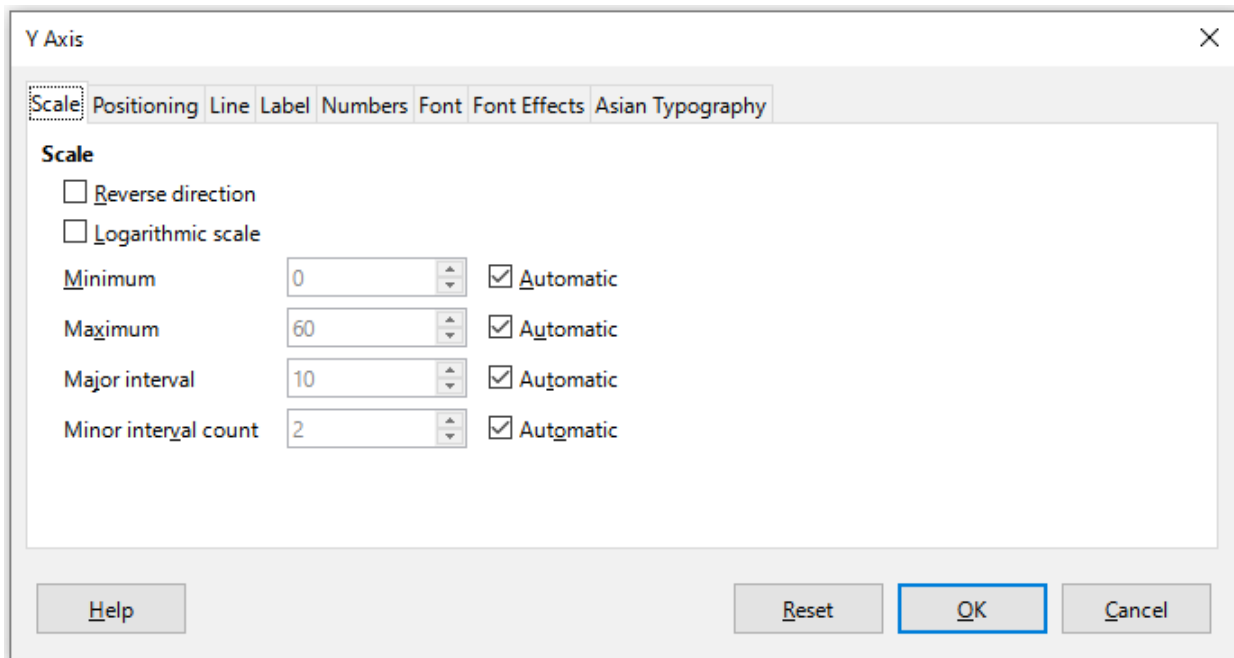 Y Axis
Scale Positioning Line Label Numbers Font Font Effects Asian Typography
Scale
Reverse direction
Logarithmic scale
Minimum 0 Automatic
Maximum 60 Automatic
Major interval 10 Automatic
Minor interval count 2 Automatic
Help Reset OK Cancel